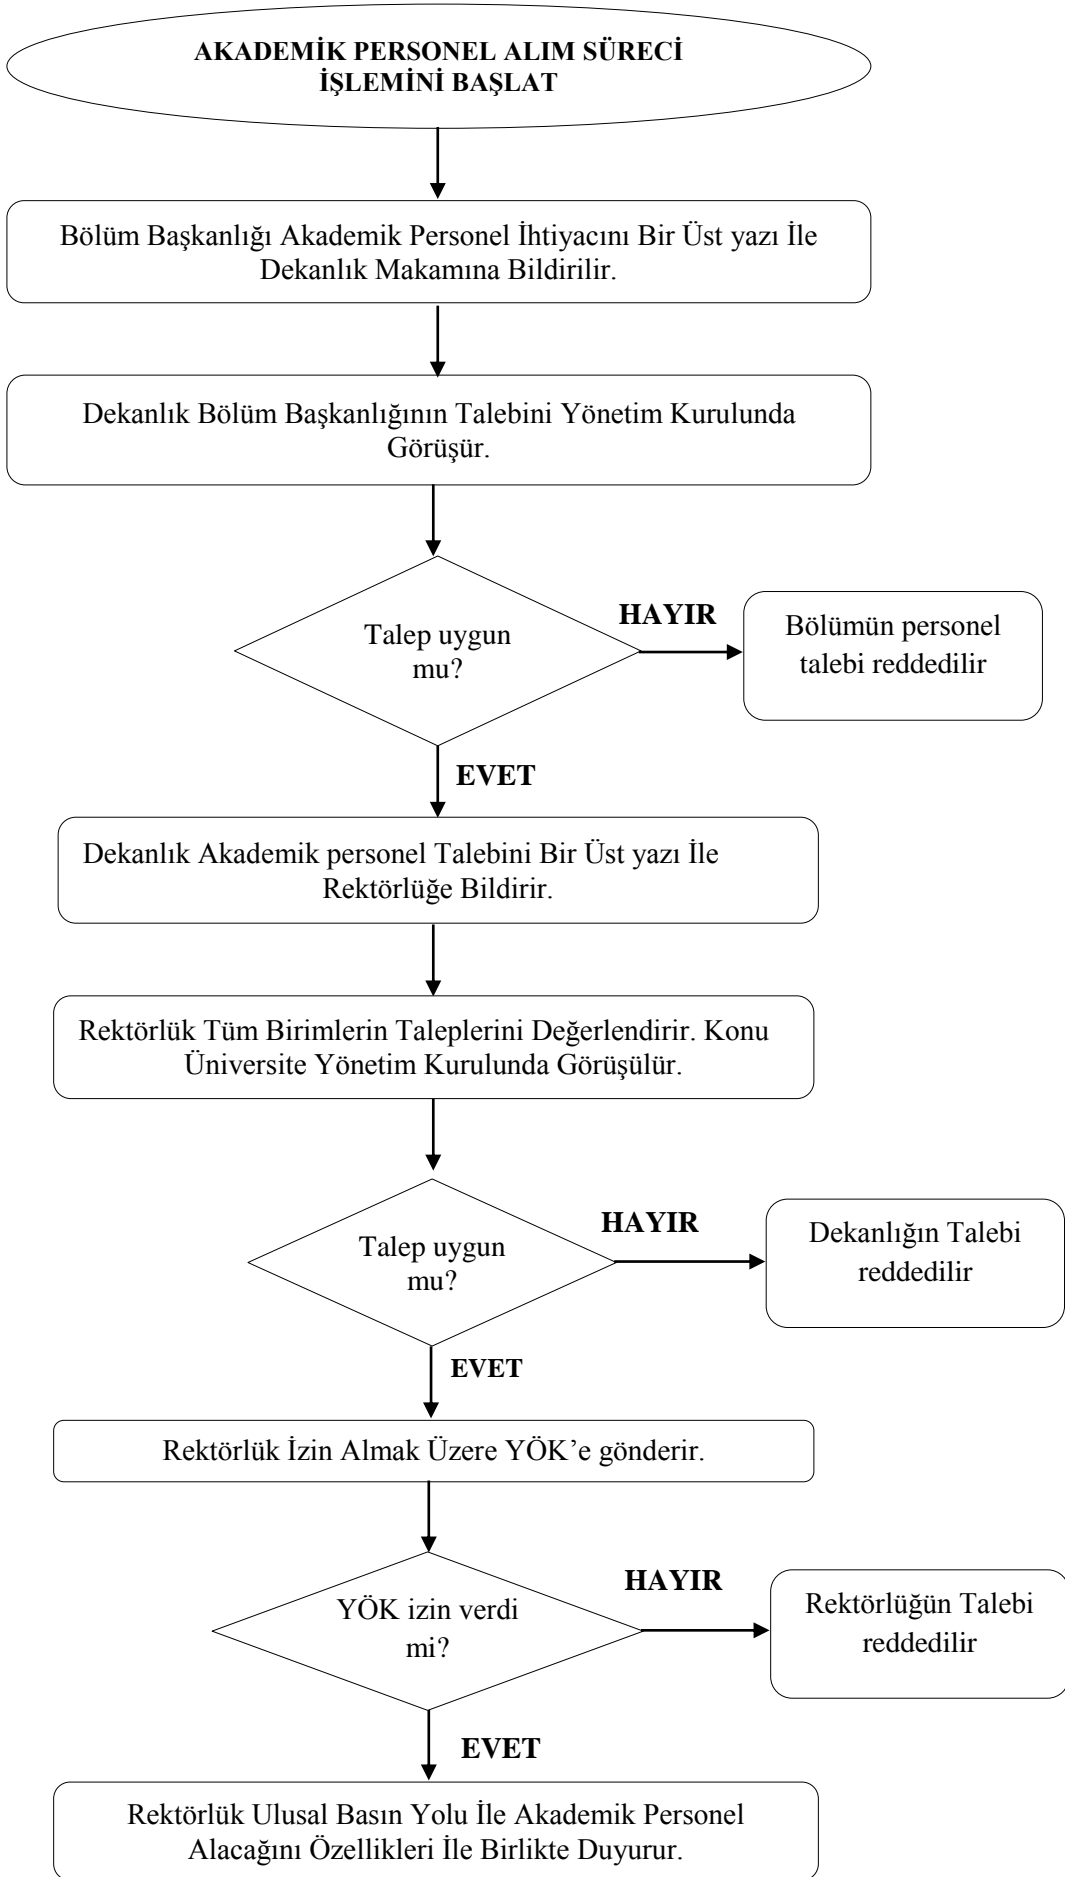 AKADEMİK PERSONEL ALIM SÜRECİ
İŞLEMİNİ BAŞLAT
Bölüm Başkanlığı Akademik Personel İhtiyacını Bir Üst yazı İle
Dekanlık Makamına Bildirilir.
Dekanlık Bölüm Başkanlığının Talebini Yönetim Kurulunda
Görüşür.
Talep uygun
mu?
HAYIR
Bölümün personel
talebi reddedilir
EVET
Dekanlık Akademik personel Talebini Bir Üst yazı İle
Rektörlüğe Bildirir.
Rektörlük Tüm Birimlerin Taleplerini Değerlendirir. Konu
Üniversite Yönetim Kurulunda Görüşülür.
Talep uygun
mu?
HAYIR
Dekanlığın Talebi
reddedilir
EVET
Rektörlük İzin Almak Üzere YÖK’e gönderir.
YÖK izin verdi
mi?
HAYIR
Rektörlüğün Talebi
reddedilir
EVET
Rektörlük Ulusal Basın Yolu İle Akademik Personel
Alacağını Özellikleri İle Birlikte Duyurur.